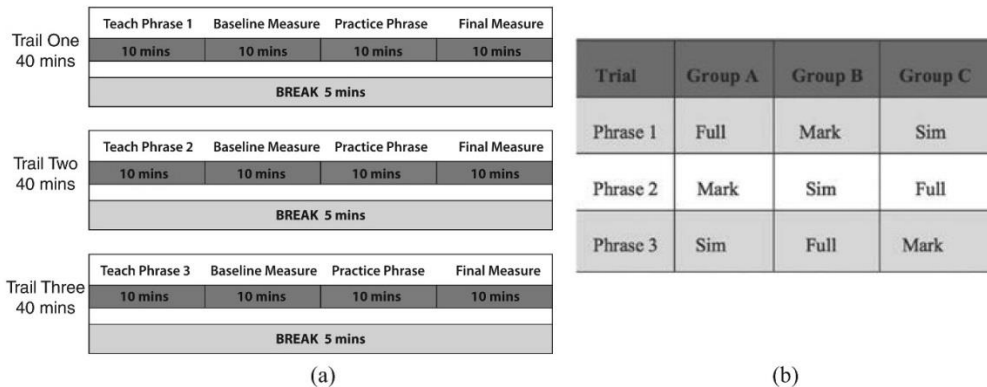 Teach Phrase 1 Baseline Measure Practice Phrase Final Measure
Trail One
40 mins
10 mins 10 mins 10 mins 10 mins
BREAK 5 mins
Teach Phrase 2 Baseline Measure Practice Phrase Final Measure
Trail Two
40 mins
10 mins 10 mins 10 mins 10 mins
BREAK 5 mins
Teach Phrase 3 Baseline Measure Practice Phrase Final Measure
Trail Three
40 mins
10 mins 10 mins 10 mins 10 mins
BREAK 5 mins
(a)
Trial Group A Group B Group C
Phrase 1 Full Mark Sim
Phrase 2 Mark Sim Full
Phrase 3 Sim Full Mark
(b)